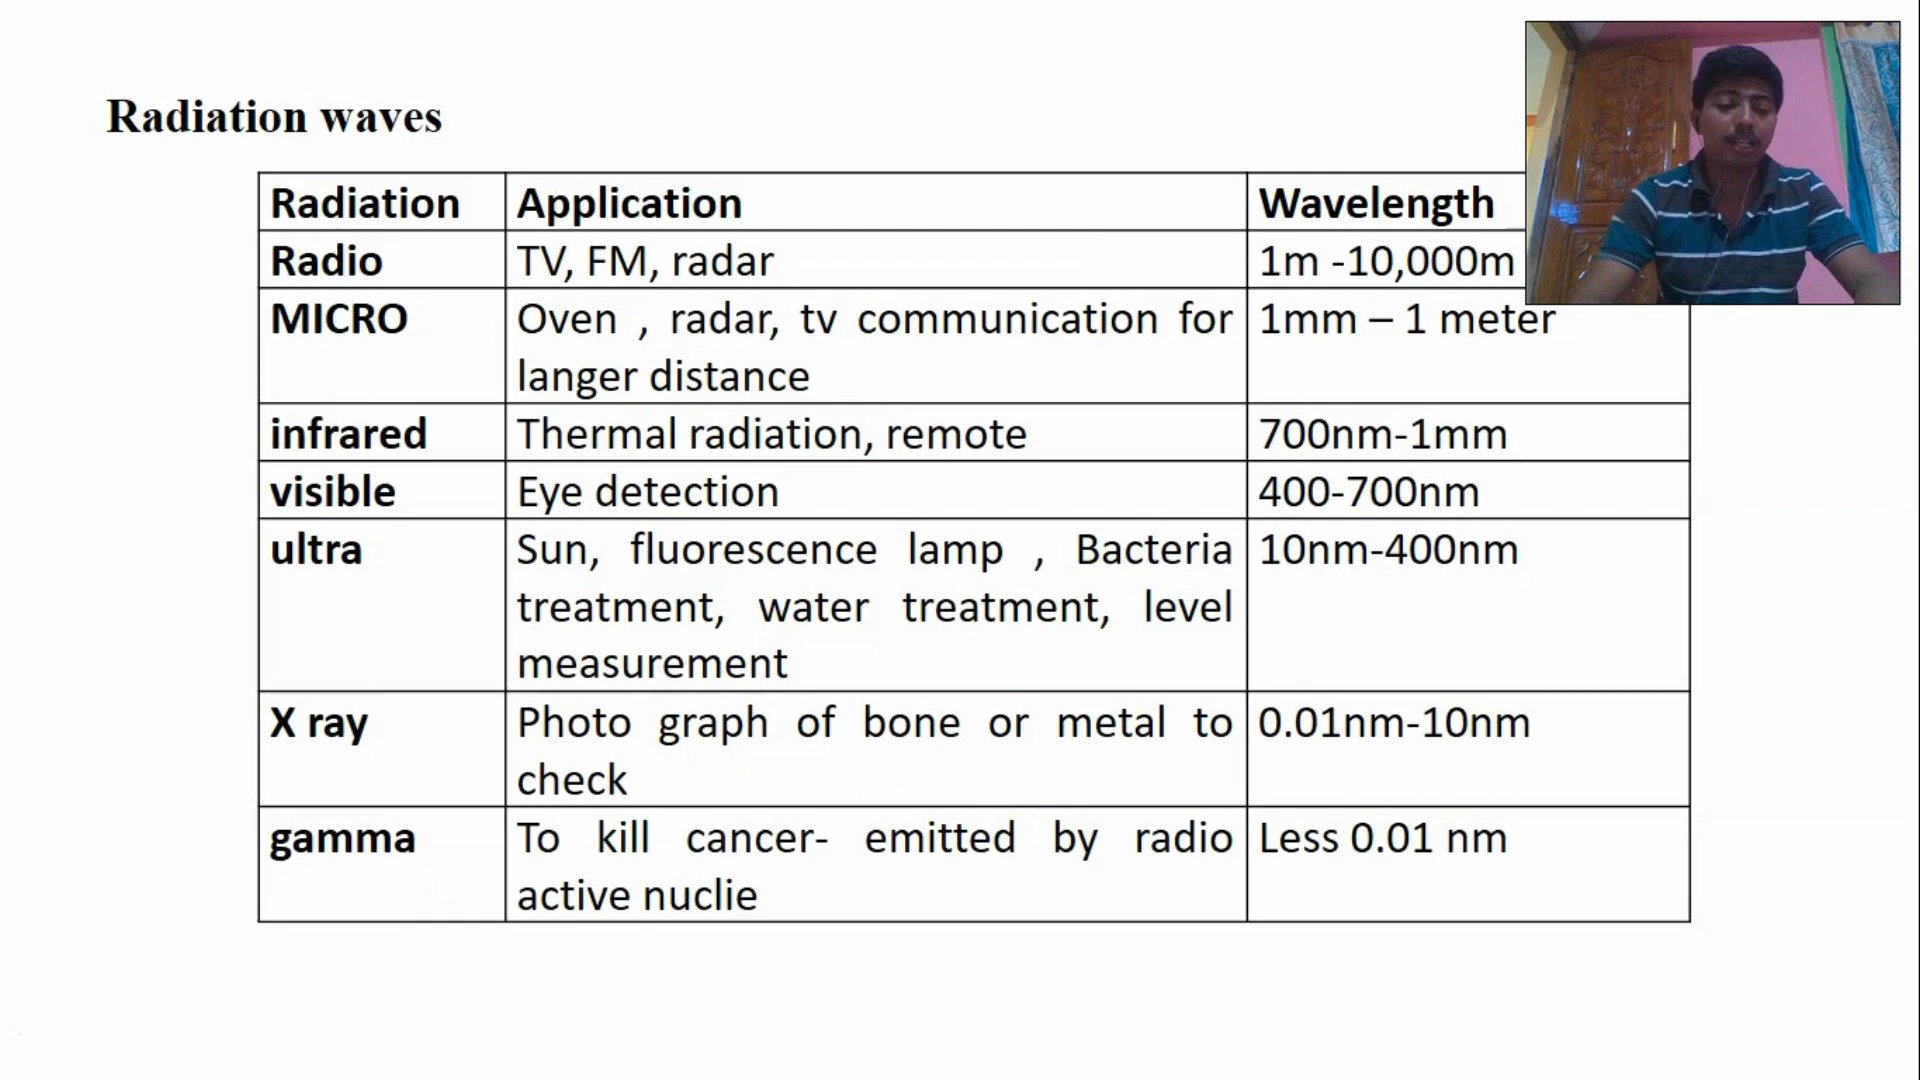 Radiation waves
Radiation Application Wavelength
Radio TV, FM, radar 1m -10,000m
MICRO Oven , radar, tv communication for 1mm – 1 meter
langer distance
infrared Thermal radiation, remote 700nm-1mm
visible Eye detection 400-700nm
ultra Sun, fluorescence lamp , Bacteria 10nm-400nm
treatment, water treatment, level
measurement
X ray Photo graph of bone or metal to 0.01nm-10nm
check
gamma To kill cancer- emitted by radio Less 0.01 nm
active nuclie